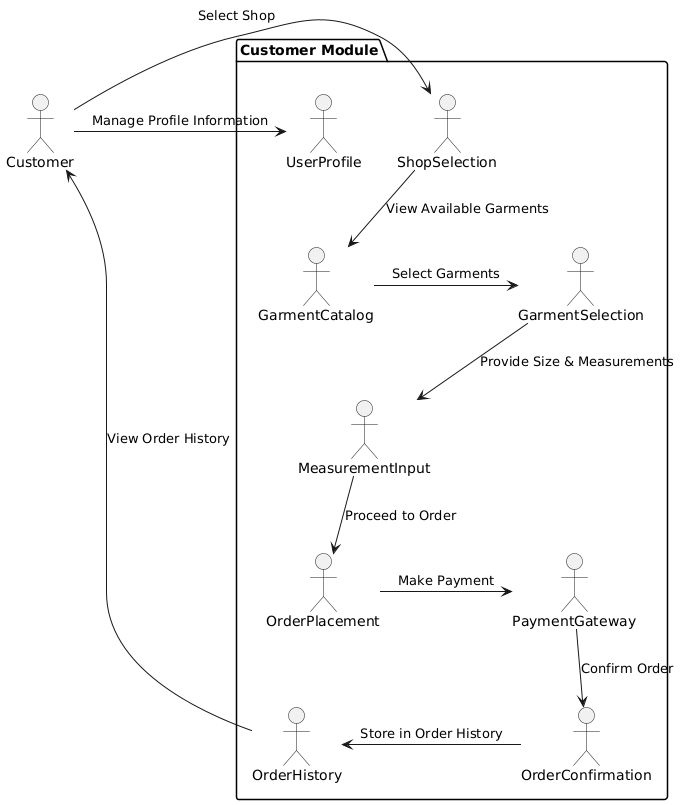 Select Shop
Customer Module
Manage Profile Information
Customer
UserProfile
ShopSelection
View Available Garments
Select Garments
GarmentCatalog
GarmentSelection
Provide Size & Measurements
View Order History
MeasurementInput
Proceed to Order
Make Payment
OrderPlacement
PaymentGateway
Confirm Order
Store in Order History
OrderHistory
OrderConfirmation